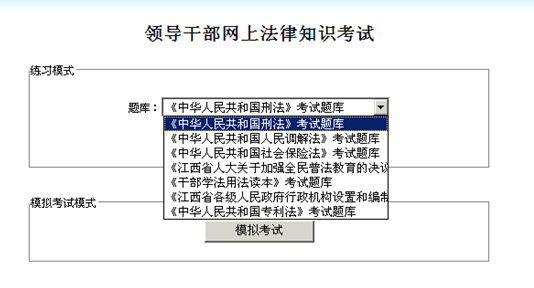 领导干部网上法律知识考试
练习模式
题库：
《中华人民共和国刑法》考试题库
《中华人民共和国刑法》考试题库
《中华人民共和国人民调解法》考试题库
《中华人民共和国社会保险法》考试题库
《江西省人大关于加强全民普法教育的决议
《干部学法用法读本》考试题库
《江西省各级人民政府行政机构设置和编制
《中华人民共和国专利法》考试题库
模拟考试模式
模拟考试